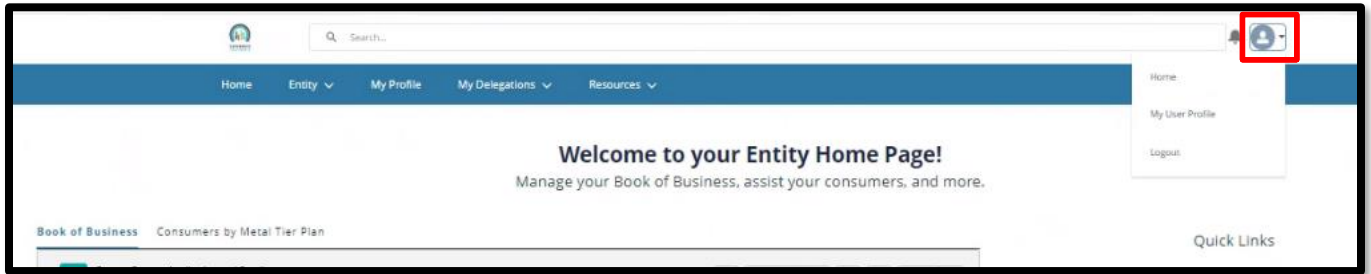 Search...
Home Entity My Profile My Delegations Resources
Home
My User Profile
Logout
Welcome to your Entity Home Page!
Manage your Book of Business, assist your consumers, and more.
Book of Business Consumers by Metal Tier Plan
Quick Links